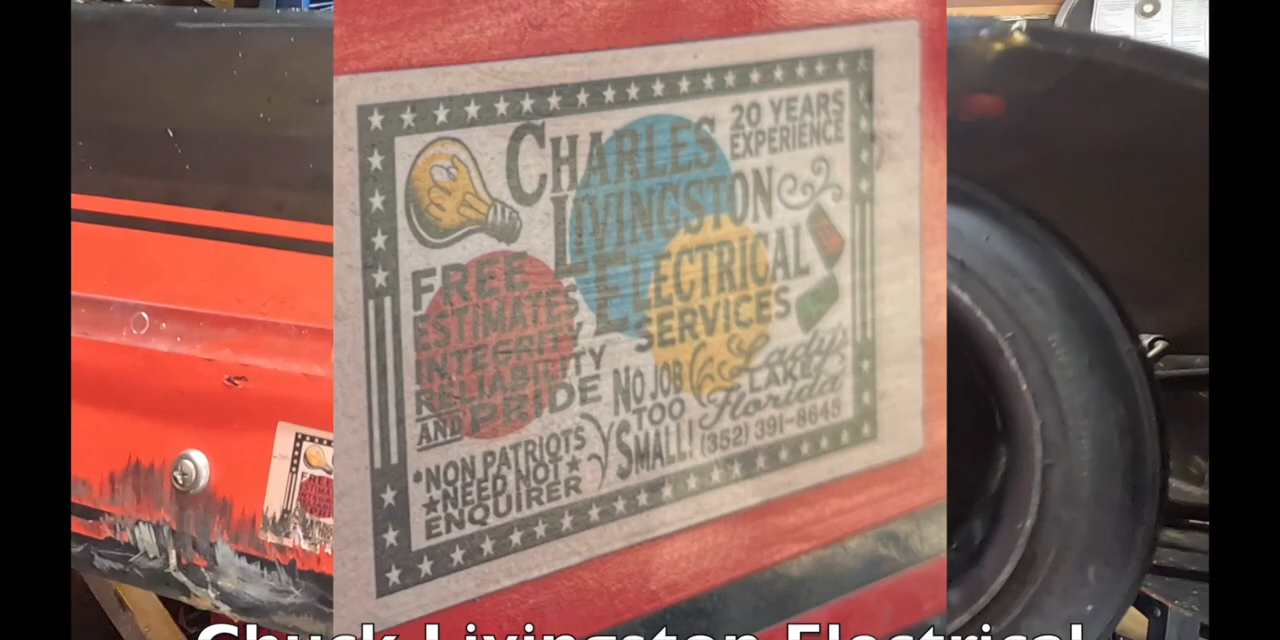 CHARLES
LIVINGSTON
ELECTRICAL
SERVICES
20 YEARS
EXPERIENCE
FREE
ESTIMATES
INTEGRITY
RELIABILITY
AND PRIDE
NO JOB
TOO
SMALL!
Lady
LAKE
Florida
(352) 391-8645
•NON PATRIOTS
★NEED NOT★
ENQUIRER
Chuck Livingston Electrical